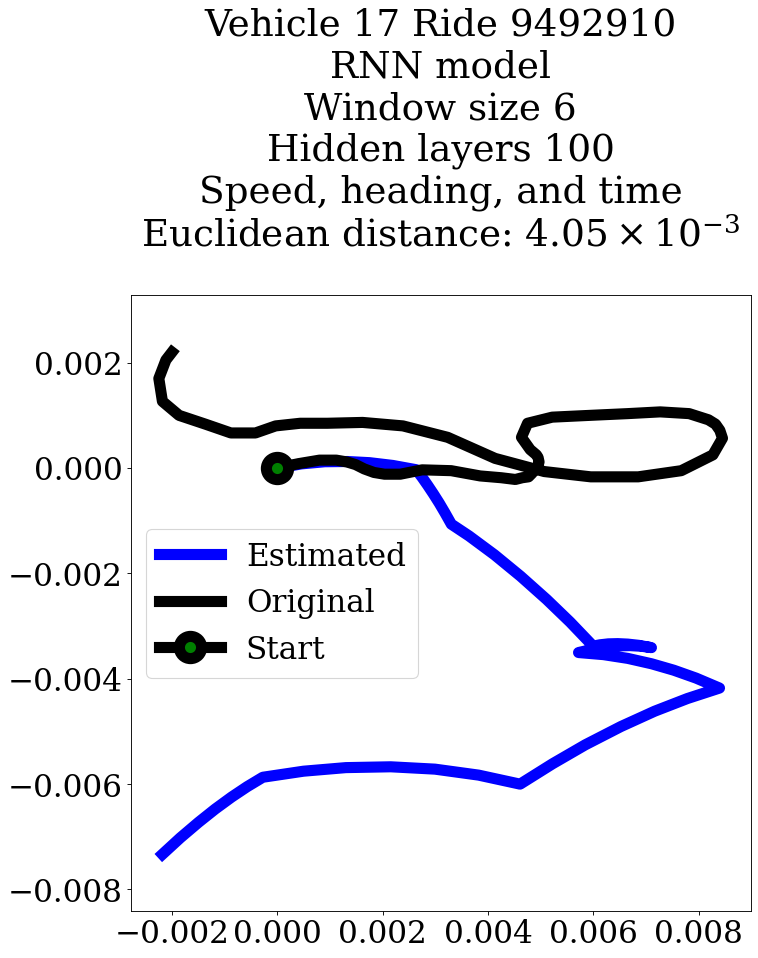 Vehicle 17 Ride 9492910
RNN model
Window size 6
Hidden layers 100
Speed, heading, and time
Euclidean distance: 4.05 × 10⁻³
0.002
0.000
−0.002
−0.004
−0.006
−0.008
Estimated
Original
Start
−0.002 0.000 0.002 0.004 0.006 0.008